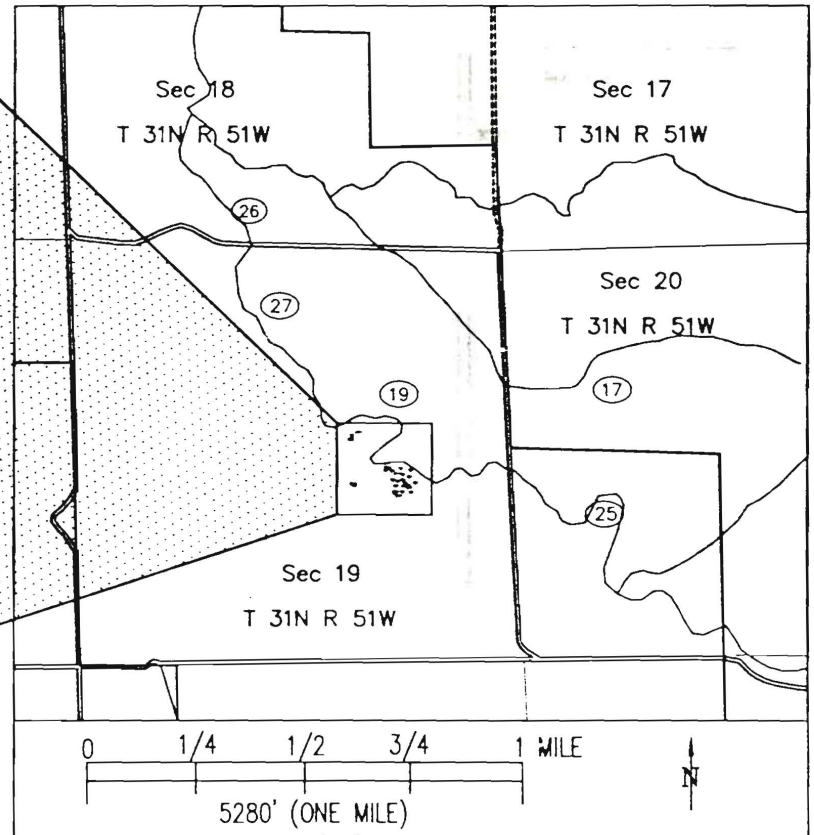 Sec 18
T 31N R 51W
Sec 17
T 31N R 51W
26
27
Sec 20
T 31N R 51W
19
17
25
Sec 19
T 31N R 51W
0 1/4 1/2 3/4 1 MILE
5280' (ONE MILE)
N